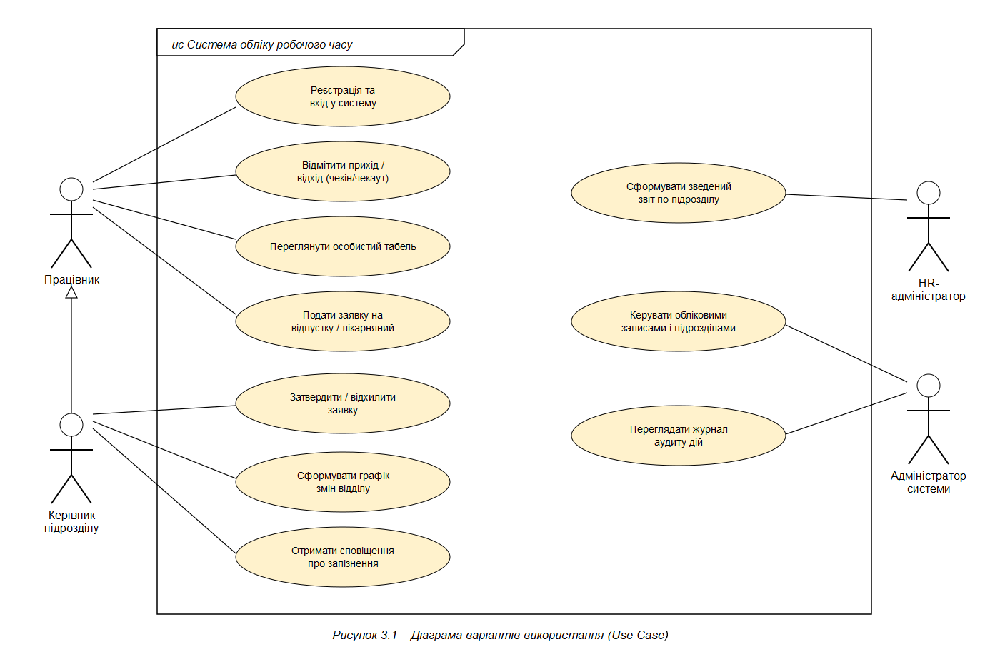 uc Система обліку робочого часу
Реєстрація та
вхід у систему
Відмітити прихід /
відхід (чекін/чекаут)
Переглянути особистий табель
Подати заявку на
відпустку / лікарняний
Затвердити / відхилити
заявку
Сформувати графік
змін відділу
Отримати сповіщення
про запізнення
Сформувати зведений
звіт по підрозділу
Керувати обліковими
записами і підрозділами
Переглядати журнал
аудиту дій
Працівник
Керівник
підрозділу
HR-
адміністратор
Адміністратор
системи
Рисунок 3.1 – Діаграма варіантів використання (Use Case)